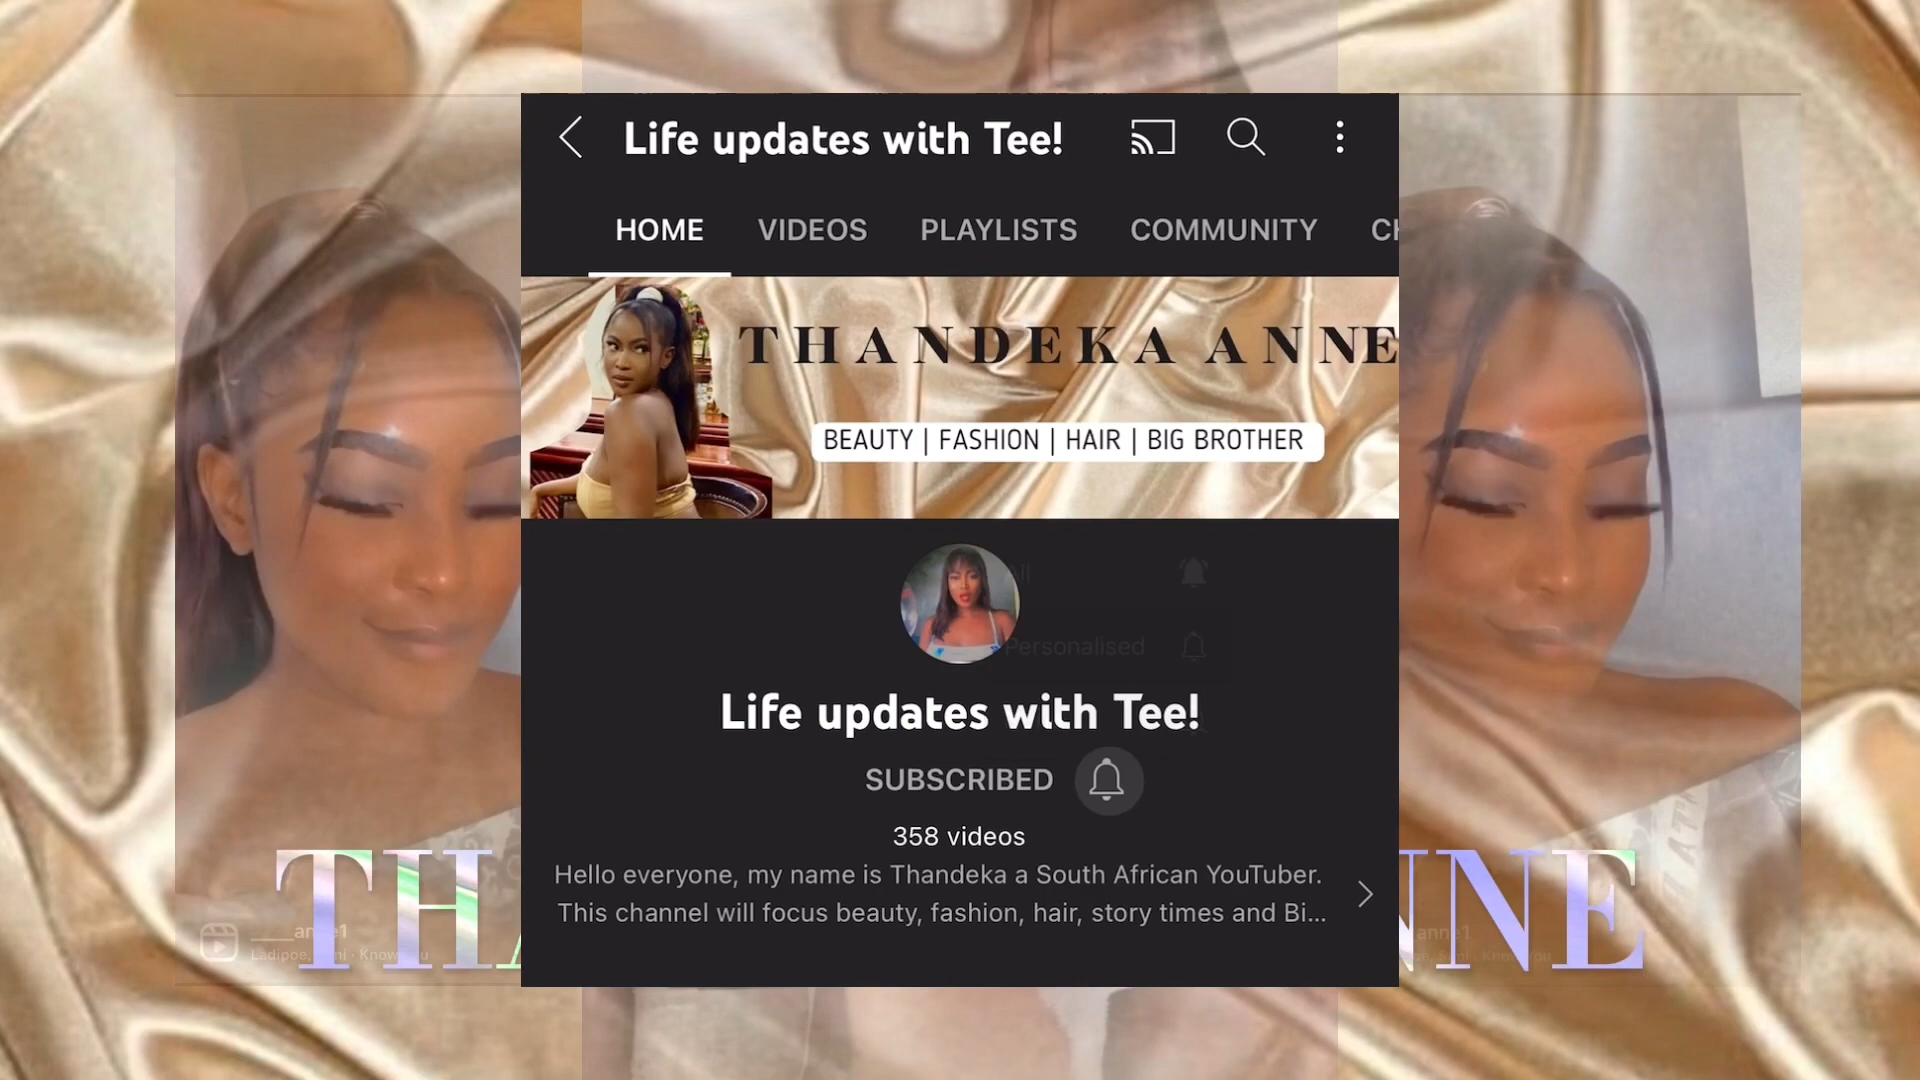 Life updates with Tee!
HOME VIDEOS PLAYLISTS COMMUNITY
THANDEKA ANNE
BEAUTY | FASHION | HAIR | BIG BROTHER
Personalised
Life updates with Tee!
SUBSCRIBED
358 videos
Hello everyone, my name is Thandeka a South African YouTuber.
This channel will focus beauty, fashion, hair, story times and Bi...
anne1